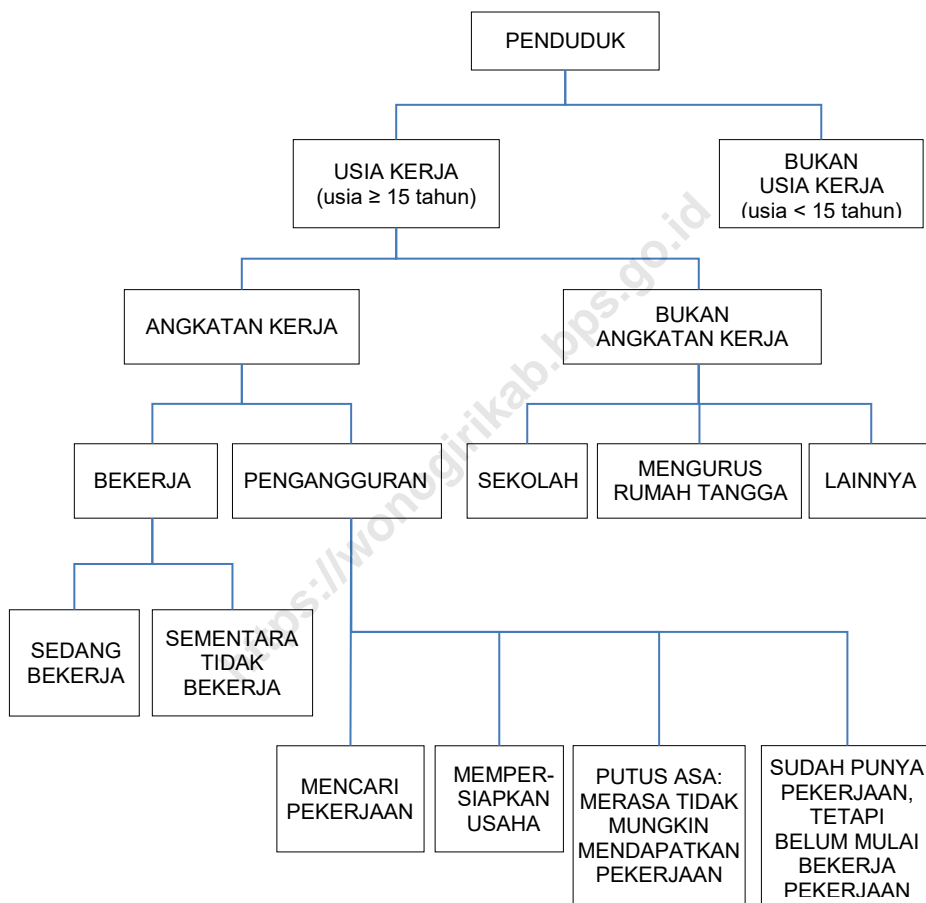 PENDUDUK
USIA KERJA
(usia ≥ 15 tahun)
BUKAN
USIA KERJA
(usia < 15 tahun)
ANGKATAN KERJA
BUKAN
ANGKATAN KERJA
BEKERJA
PENGANGGURAN
SEKOLAH
MENGURUS
RUMAH TANGGA
LAINNYA
SEDANG
BEKERJA
SEMENTARA
TIDAK
BEKERJA
MENCARI
PEKERJAAN
MEMPER-
SIAPKAN
USAHA
PUTUS ASA:
MERASA TIDAK
MUNGKIN
MENDAPATKAN
PEKERJAAN
SUDAH PUNYA
PEKERJAAN,
TETAPI
BELUM MULAI
BEKERJA
PEKERJAAN
https://wonogirikab.bps.go.id